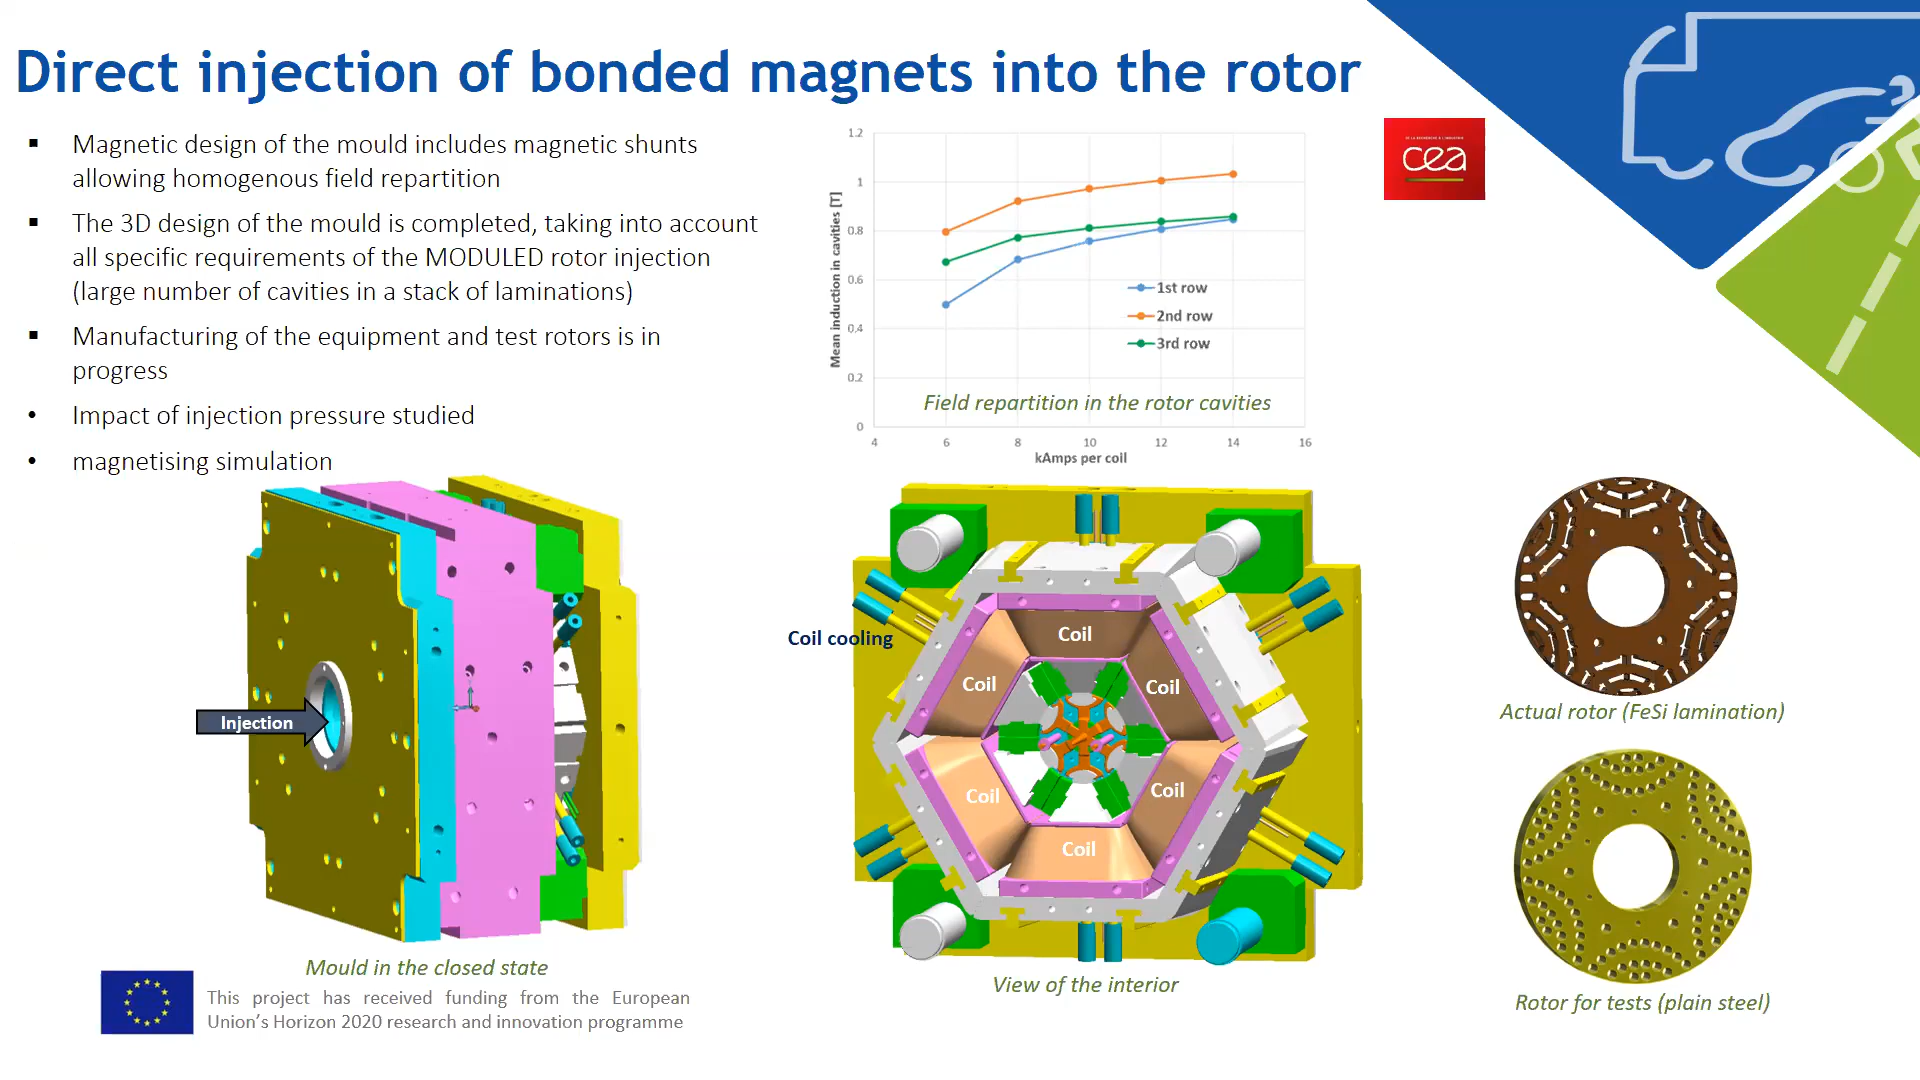 Direct injection of bonded magnets into the rotor
▪ Magnetic design of the mould includes magnetic shunts
allowing homogenous field repartition
▪ The 3D design of the mould is completed, taking into account
all specific requirements of the MODULED rotor injection
(large number of cavities in a stack of laminations)
▪ Manufacturing of the equipment and test rotors is in
progress
• Impact of injection pressure studied
• magnetising simulation
Mean induction in cavities [T]
1.2
1
0.8
0.6
0.4
0.2
0
4 6 8 10 12 14 16
kAmps per coil
1st row
2nd row
3rd row
Field repartition in the rotor cavities
DE LA RECHERCHE À L'INDUSTRIE
cea
Injection
Mould in the closed state
Coil cooling
Coil
Coil
Coil
Coil
Coil
Coil
View of the interior
Actual rotor (FeSi lamination)
Rotor for tests (plain steel)
This project has received funding from the European
Union's Horizon 2020 research and innovation programme